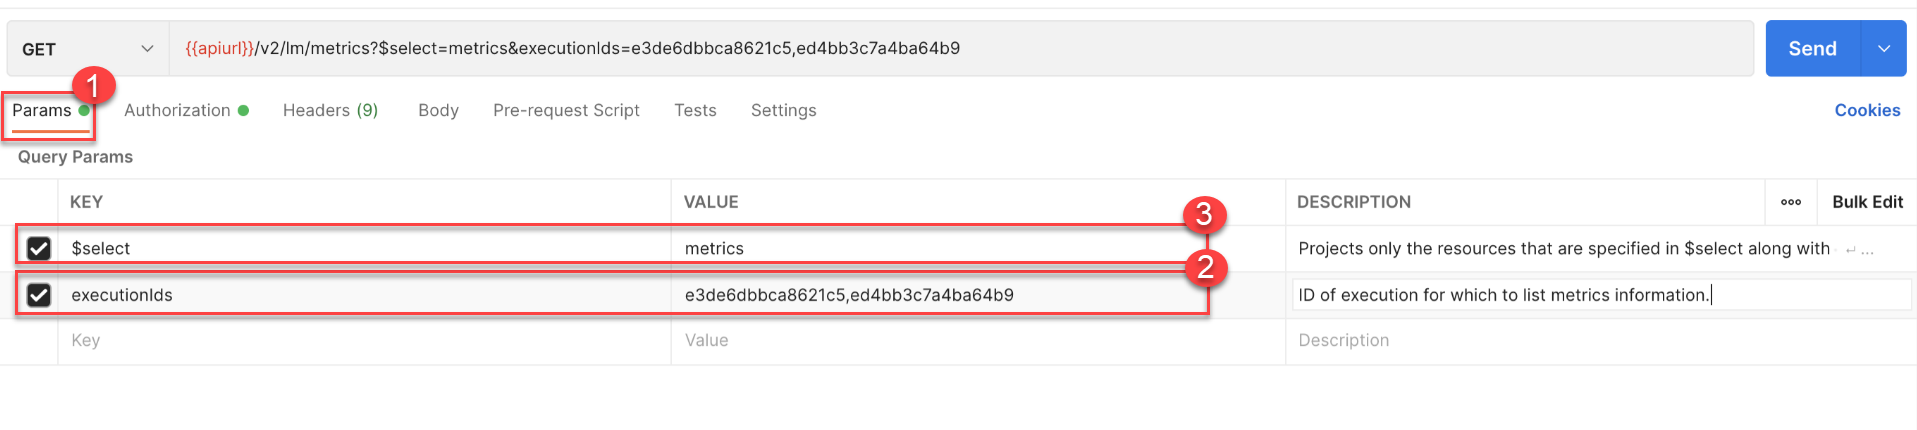 GET {{apiurl}}/v2/lm/metrics?$select=metrics&executionIds=e3de6dbbca8621c5,ed4bb3c7a4ba64b9 Send
1
Params Authorization Headers (9) Body Pre-request Script Tests Settings Cookies
Query Params
KEY VALUE DESCRIPTION ooo Bulk Edit
3
$select metrics Projects only the resources that are specified in $select along with ↵ ...
2
executionIds e3de6dbbca8621c5,ed4bb3c7a4ba64b9 ID of execution for which to list metrics information.
Key Value Description